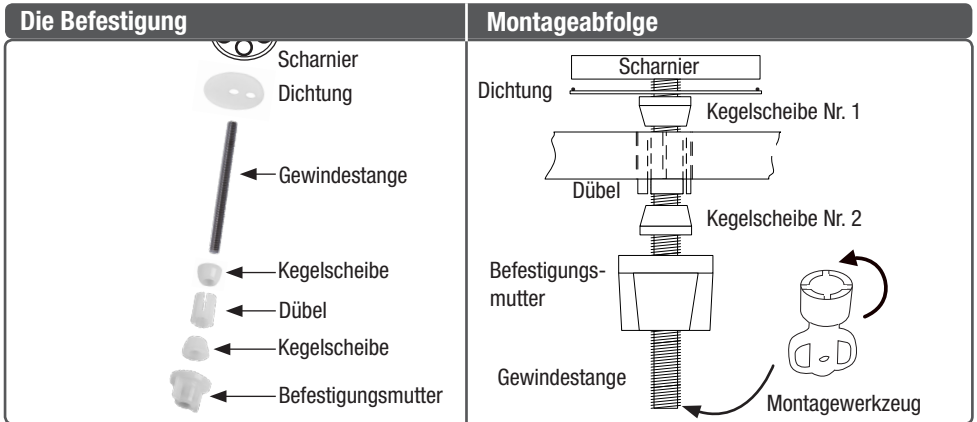 Die Befestigung
Scharnier
Dichtung
Gewindestange
Kegelscheibe
Dübel
Kegelscheibe
Befestigungsmutter
Montageabfolge
Scharnier
Dichtung
Kegelscheibe Nr. 1
Dübel
Kegelscheibe Nr. 2
Befestigungs-
mutter
Gewindestange
Montagewerkzeug